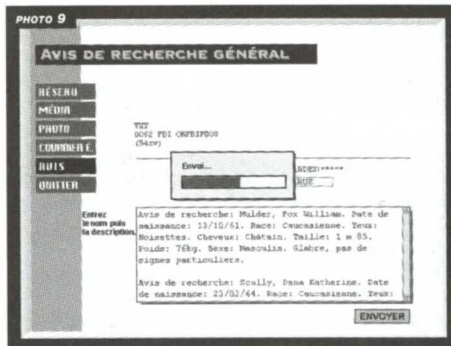 PHOTO 9
AVIS DE RECHERCHE GÉNÉRAL
RÉSEAU
MÉDIA
PHOTO
COURRIER É.
AVIS
QUITTER
(54rw)
Envoi...
RUE
Entrez
le nom puis
la description.
Avis de recherche: Mulder, Fox William. Date de
naissance: 13/10/61. Race: Caucasienne. Yeux:
Noisettes. Cheveux: Châtain. Taille: 1 m 85.
Poids: 76kg. Sexe: Masculin. Glabre, pas de
signes particuliers.
Avis de recherche: Scully, Dana Katherine. Date
de naissance: 23/02/64. Race: Caucasienne. Yeux:
ENVOYER